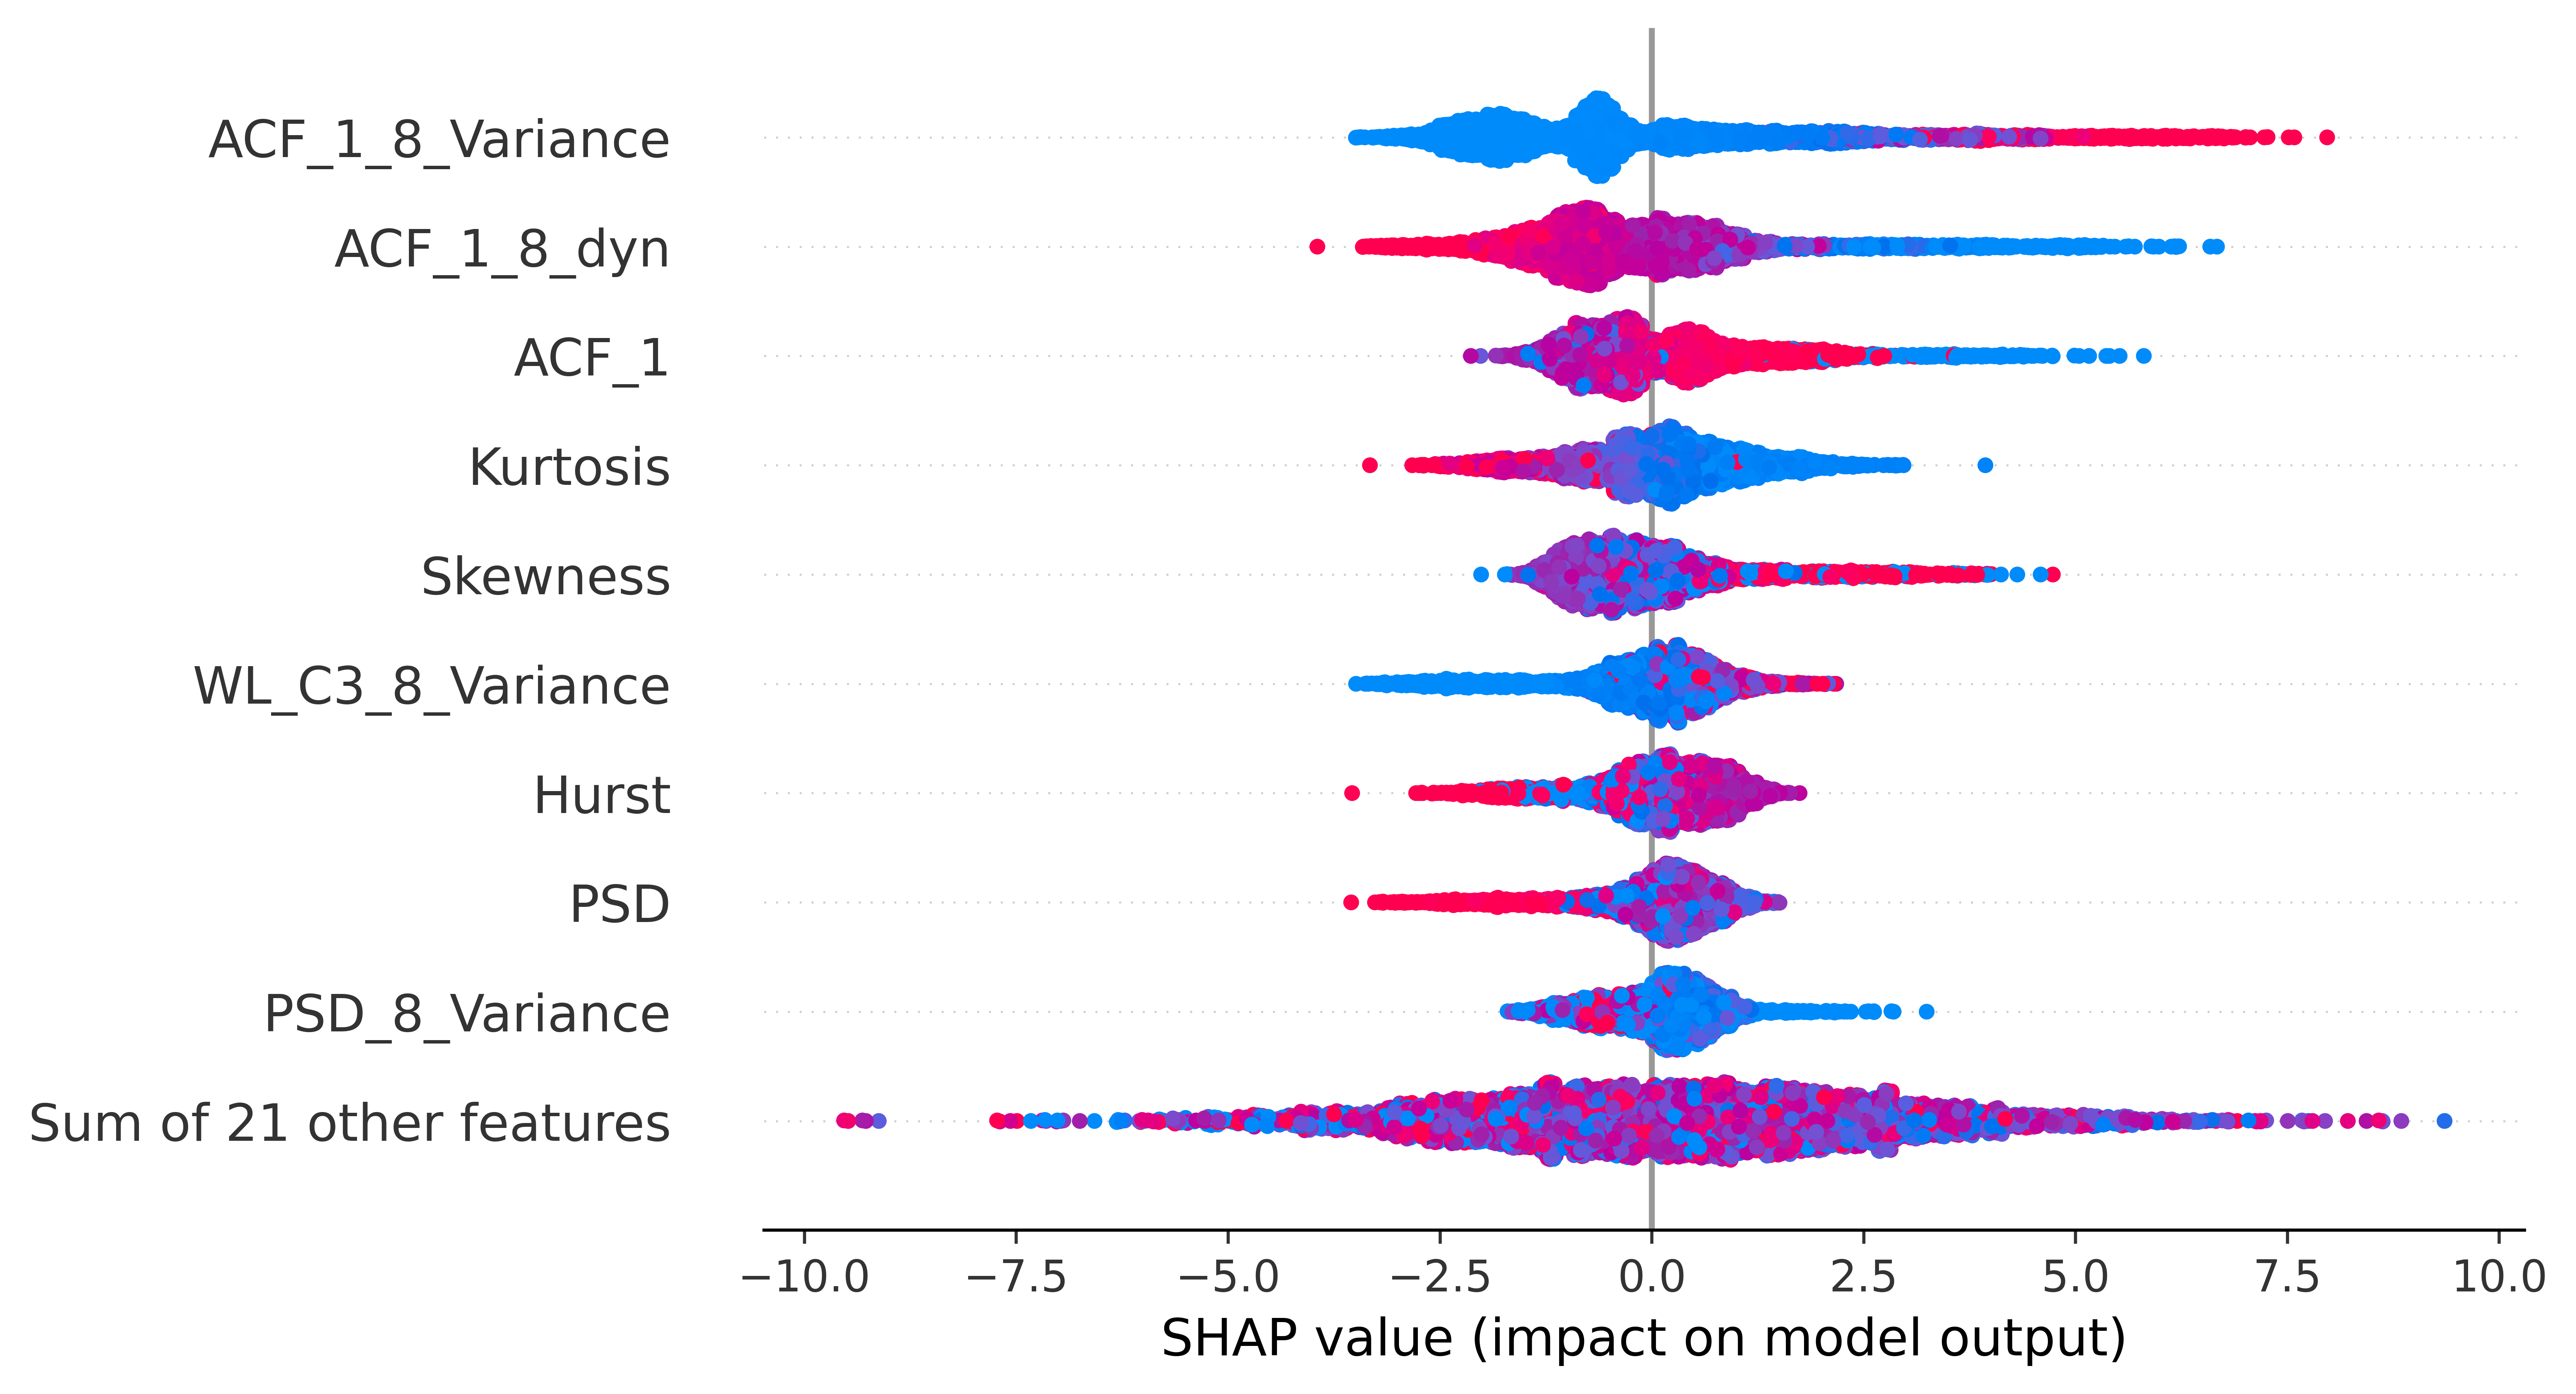 ACF_1_8_Variance
ACF_1_8_dyn
ACF_1
Kurtosis
Skewness
WL_C3_8_Variance
Hurst
PSD
PSD_8_Variance
Sum of 21 other features
−10.0 −7.5 −5.0 −2.5 0.0 2.5 5.0 7.5 10.0
SHAP value (impact on model output)